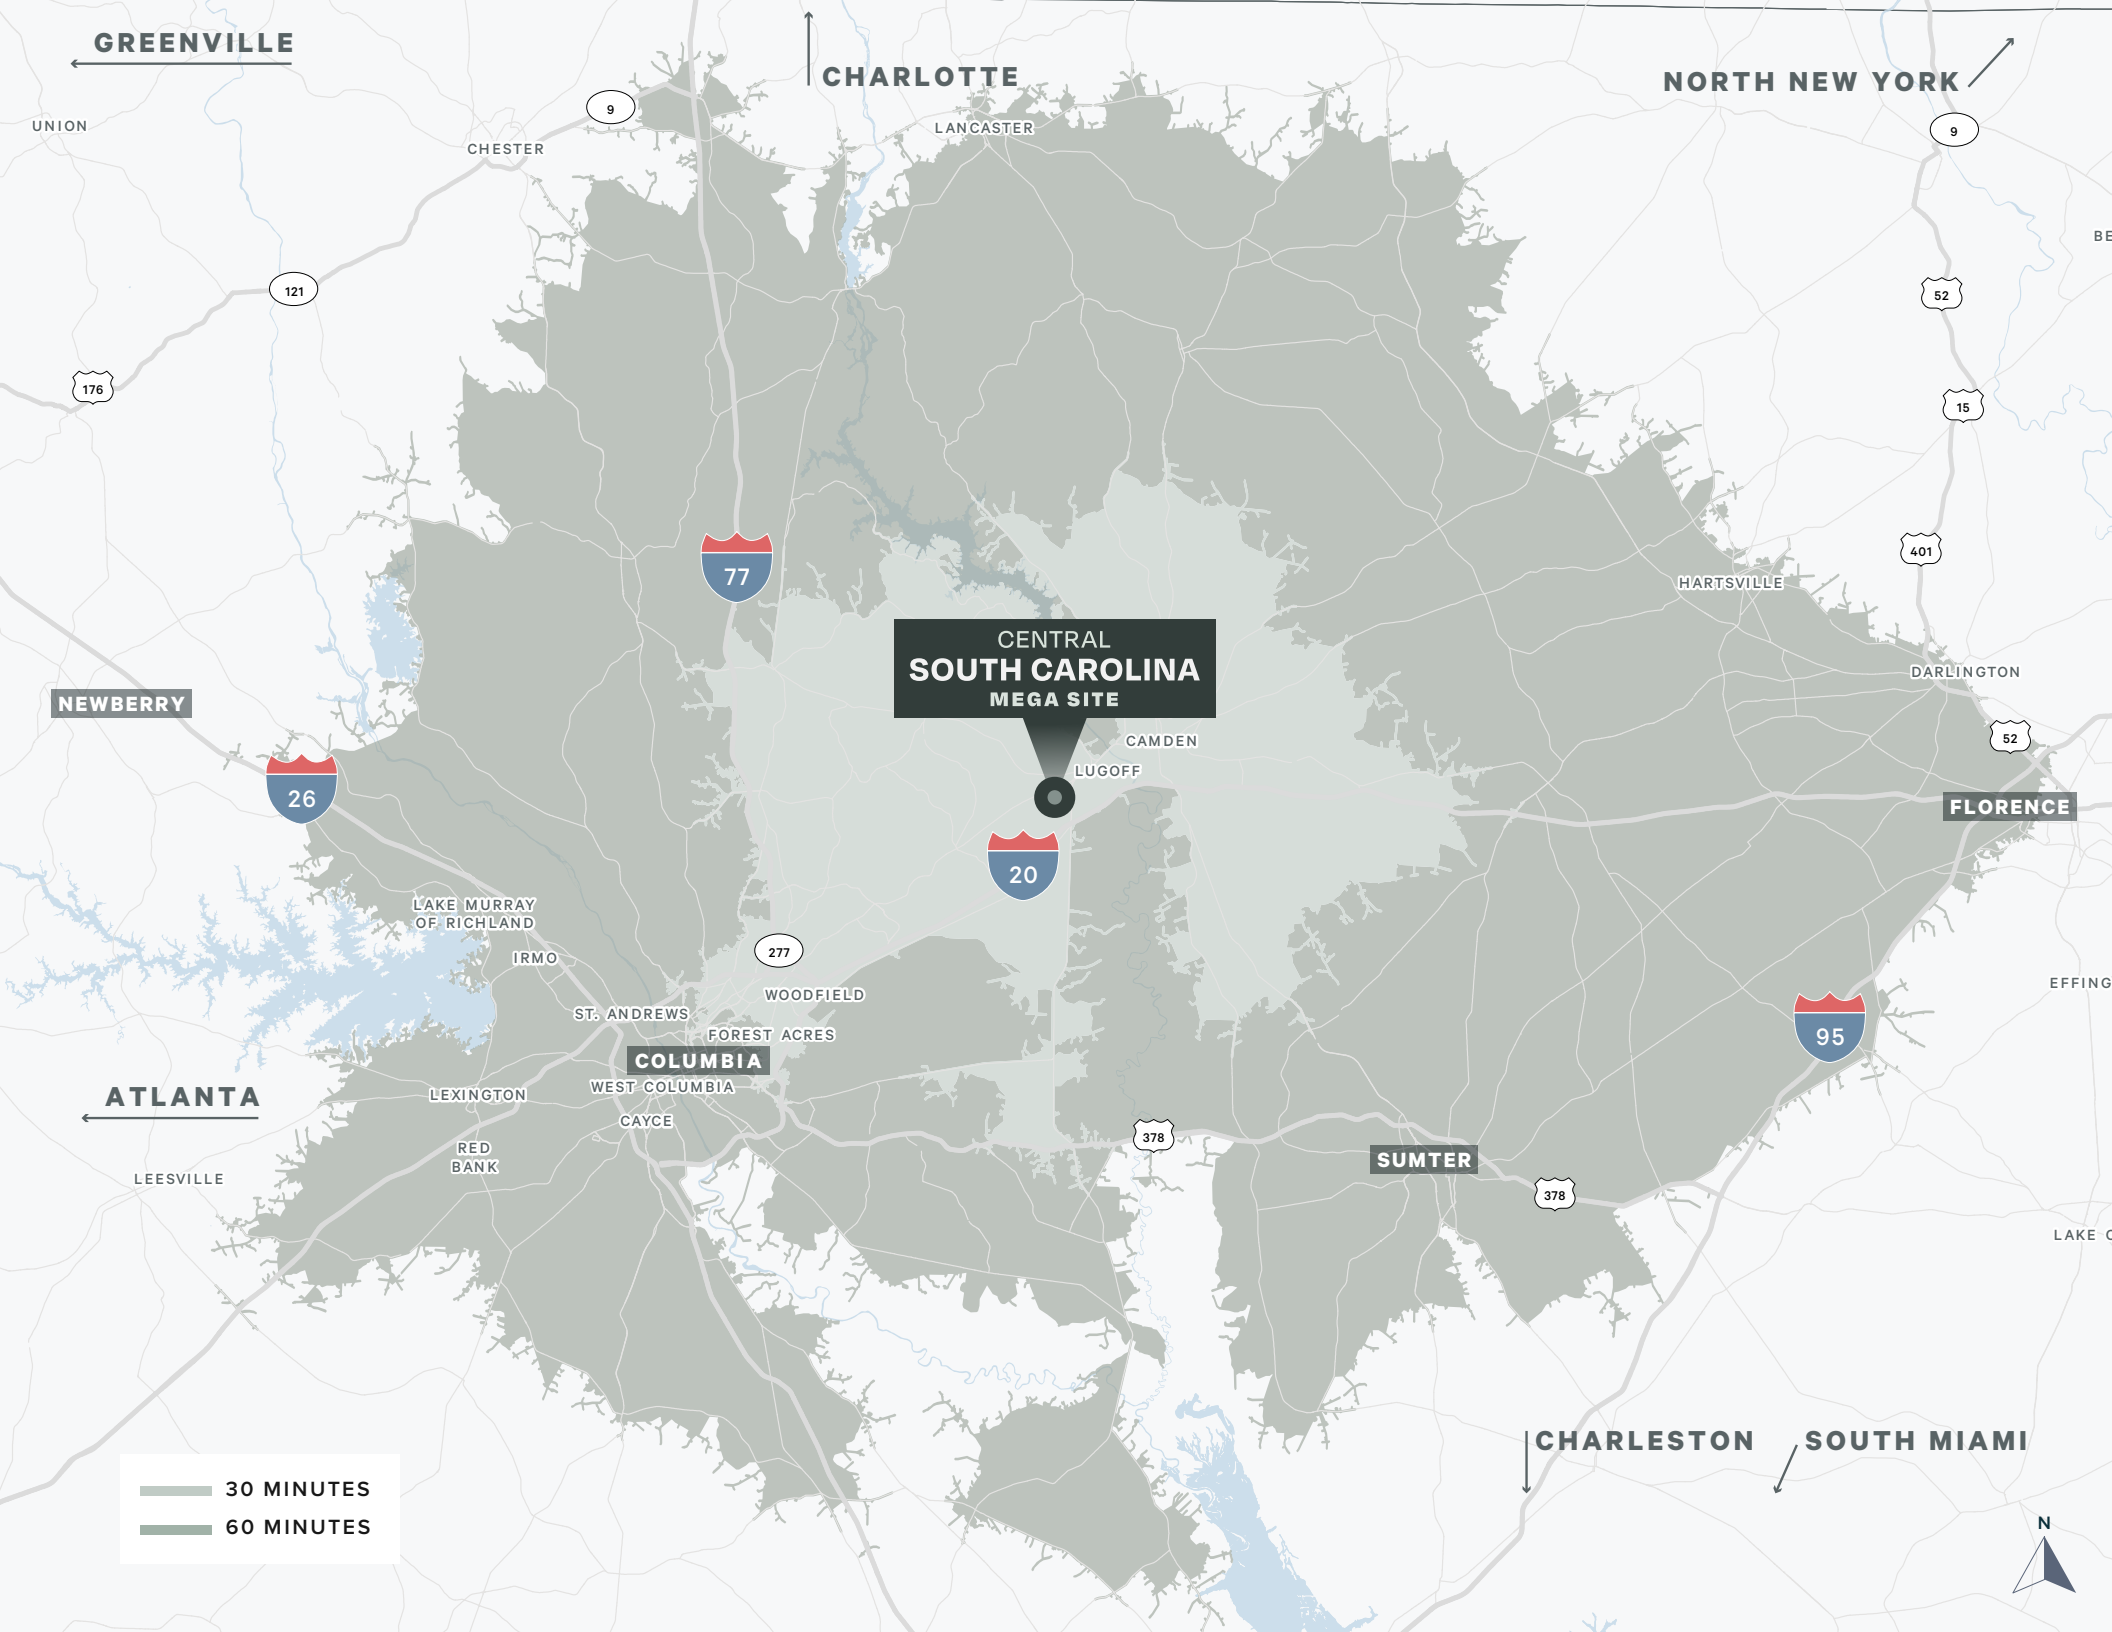 GREENVILLE
CHARLOTTE
NORTH NEW YORK
9
UNION
LANCASTER
9
CHESTER
BE
121
52
176
15
401
77
HARTSVILLE
CENTRAL
SOUTH CAROLINA
MEGA SITE
DARLINGTON
NEWBERRY
52
CAMDEN
LUGOFF
26
FLORENCE
20
LAKE MURRAY
OF RICHLAND
277
IRMO
EFFING
WOODFIELD
ST. ANDREWS
FOREST ACRES
95
COLUMBIA
WEST COLUMBIA
ATLANTA
LEXINGTON
CAYCE
378
RED
BANK
SUMTER
LEESVILLE
378
LAKE C
CHARLESTON
SOUTH MIAMI
30 MINUTES
60 MINUTES
N